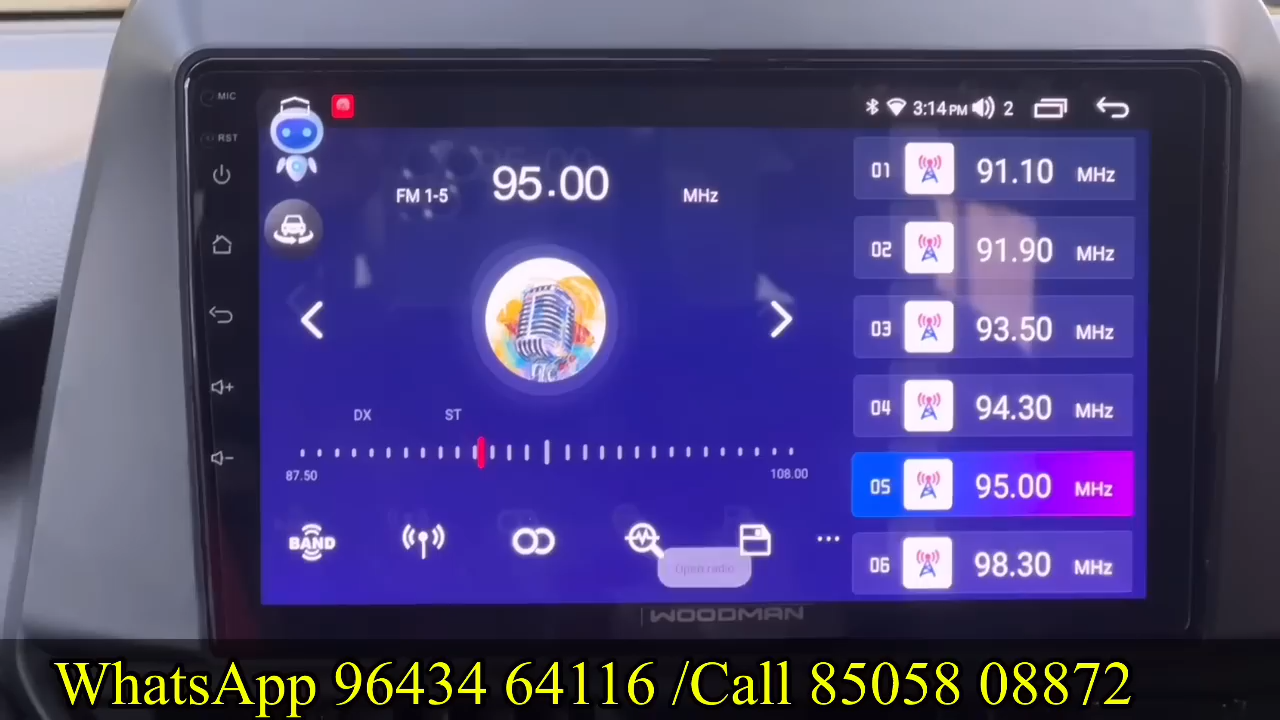 MIC
3:14 PM 2
RST
FM 1-5 95.00 MHz
01 91.10 MHz
02 91.90 MHz
03 93.50 MHz
04 94.30 MHz
05 95.00 MHz
06 98.30 MHz
DX ST
87.50 108.00
BAND
Open radio
WOODMAN
WhatsApp 96434 64116 /Call 85058 08872